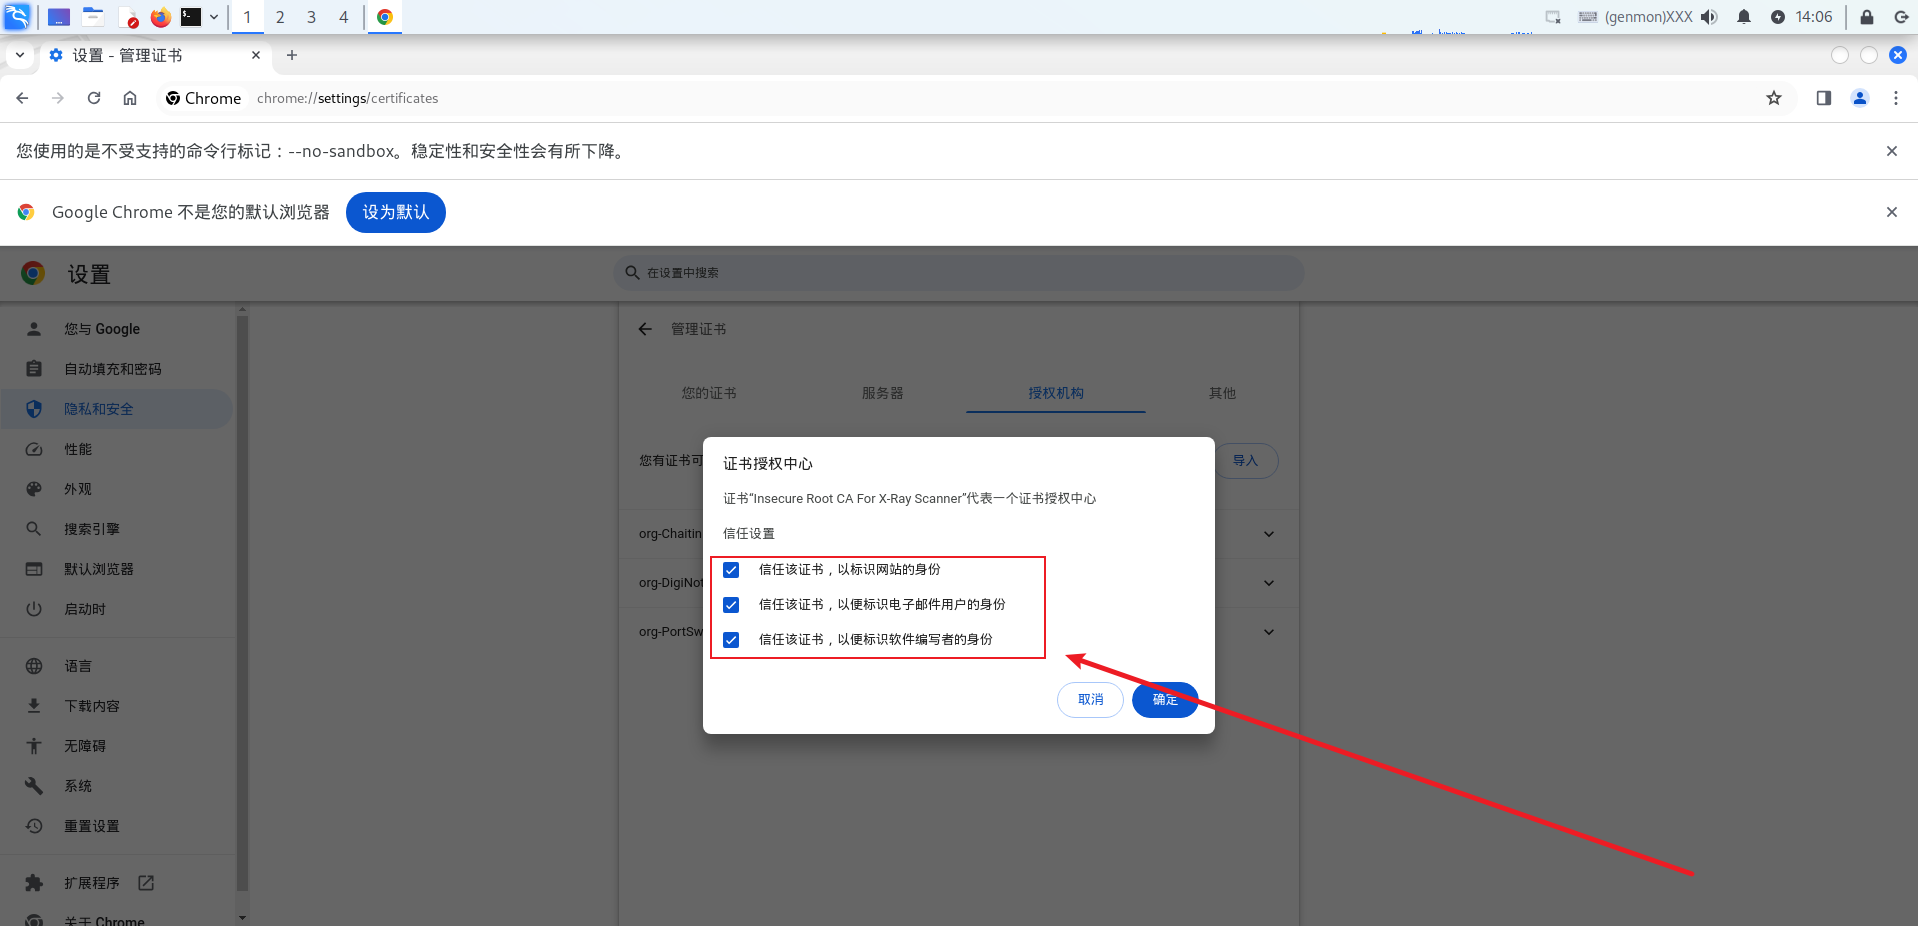 1 2 3 4 (genmon)XXX 14:06
设置 - 管理证书
Chrome chrome://settings/certificates
您使用的是不受支持的命令行标记：--no-sandbox。稳定性和安全性会有所下降。
Google Chrome 不是您的默认浏览器 设为默认
设置 在设置中搜索
您与 Google
自动填充和密码
隐私和安全
性能
外观
搜索引擎
默认浏览器
启动时
语言
下载内容
无障碍
系统
重置设置
扩展程序
关于 Chrome
管理证书
您的证书 服务器 授权机构 其他
您有证书可 导入
org-Chaitin
org-DigiNot
org-PortSw
证书授权中心
证书“Insecure Root CA For X-Ray Scanner”代表一个证书授权中心
信任设置
信任该证书，以标识网站的身份
信任该证书，以便标识电子邮件用户的身份
信任该证书，以便标识软件编写者的身份
取消 确定